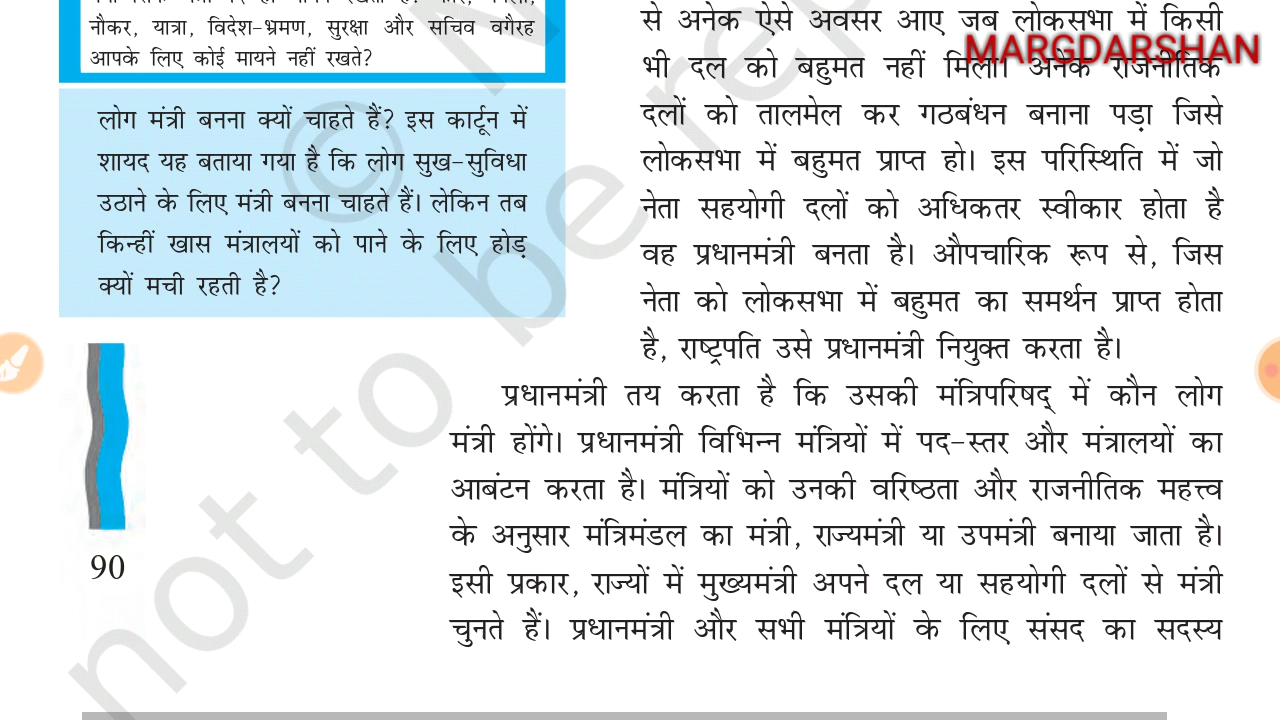 नौकर, यात्रा, विदेश-भ्रमण, सुरक्षा और सचिव वगैरह
आपके लिए कोई मायने नहीं रखते?
लोग मंत्री बनना क्यों चाहते हैं? इस कार्टून में
शायद यह बताया गया है कि लोग सुख-सुविधा
उठाने के लिए मंत्री बनना चाहते हैं। लेकिन तब
किन्हीं खास मंत्रालयों को पाने के लिए होड़
क्यों मची रहती है?
90
से अनेक ऐसे अवसर आए जब लोकसभा में किसी
MARGDARSHAN
भी दल को बहुमत नहीं मिला। अनेक राजनीतिक
दलों को तालमेल कर गठबंधन बनाना पड़ा जिसे
लोकसभा में बहुमत प्राप्त हो। इस परिस्थिति में जो
नेता सहयोगी दलों को अधिकतर स्वीकार होता है
वह प्रधानमंत्री बनता है। औपचारिक रूप से, जिस
नेता को लोकसभा में बहुमत का समर्थन प्राप्त होता
है, राष्ट्रपति उसे प्रधानमंत्री नियुक्त करता है।
प्रधानमंत्री तय करता है कि उसकी मंत्रिपरिषद् में कौन लोग
मंत्री होंगे। प्रधानमंत्री विभिन्न मंत्रियों में पद-स्तर और मंत्रालयों का
आबंटन करता है। मंत्रियों को उनकी वरिष्ठता और राजनीतिक महत्त्व
के अनुसार मंत्रिमंडल का मंत्री, राज्यमंत्री या उपमंत्री बनाया जाता है।
इसी प्रकार, राज्यों में मुख्यमंत्री अपने दल या सहयोगी दलों से मंत्री
चुनते हैं। प्रधानमंत्री और सभी मंत्रियों के लिए संसद का सदस्य
not to be rep